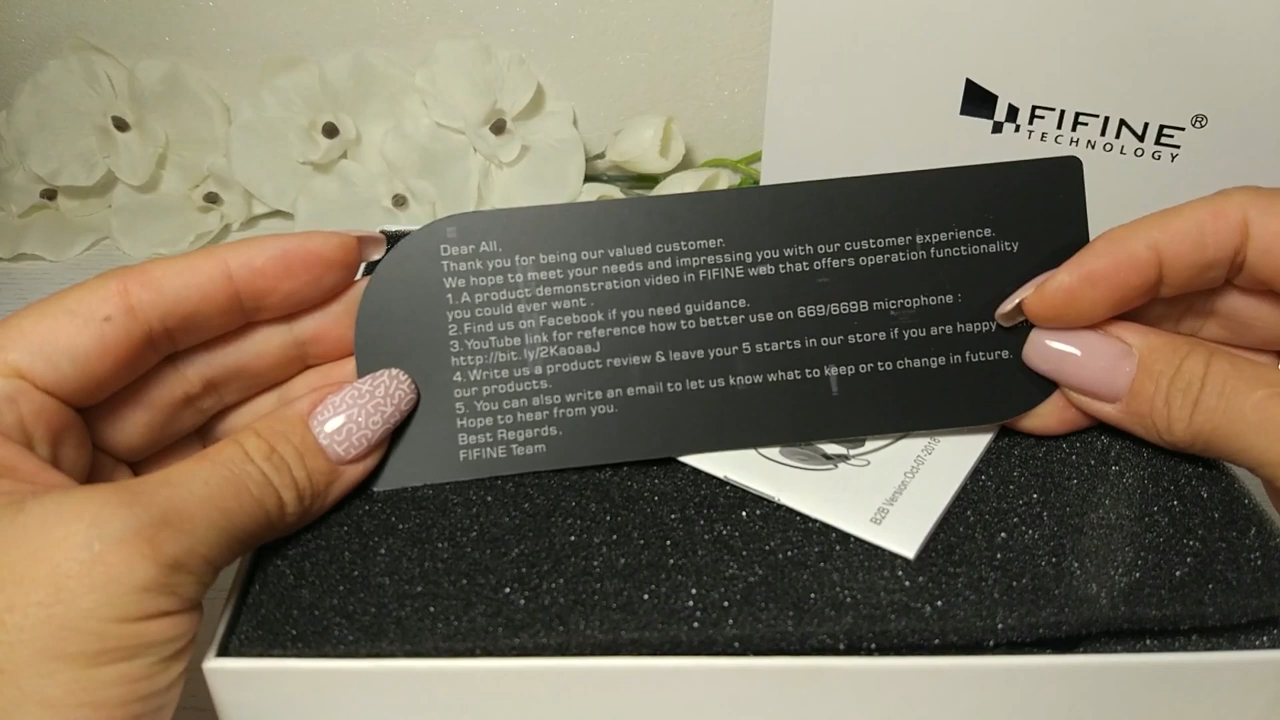 FIFINE®
TECHNOLOGY
Dear All,
Thank you for being our valued customer.
We hope to meet your needs and impressing you with our customer experience.
1.A product demonstration video in FIFINE web that offers operation functionality
you could ever want .
2.Find us on Facebook if you need guidance.
3.YouTube link for reference how to better use on 669/669B microphone :
http://bit.ly/2KaoaaJ
4.Write us a product review & leave your 5 starts in our store if you are happy
our products.
5. You can also write an email to let us know what to keep or to change in future.
Hope to hear from you.
Best Regards,
FIFINE Team
B2B Version:Oct-07-2018